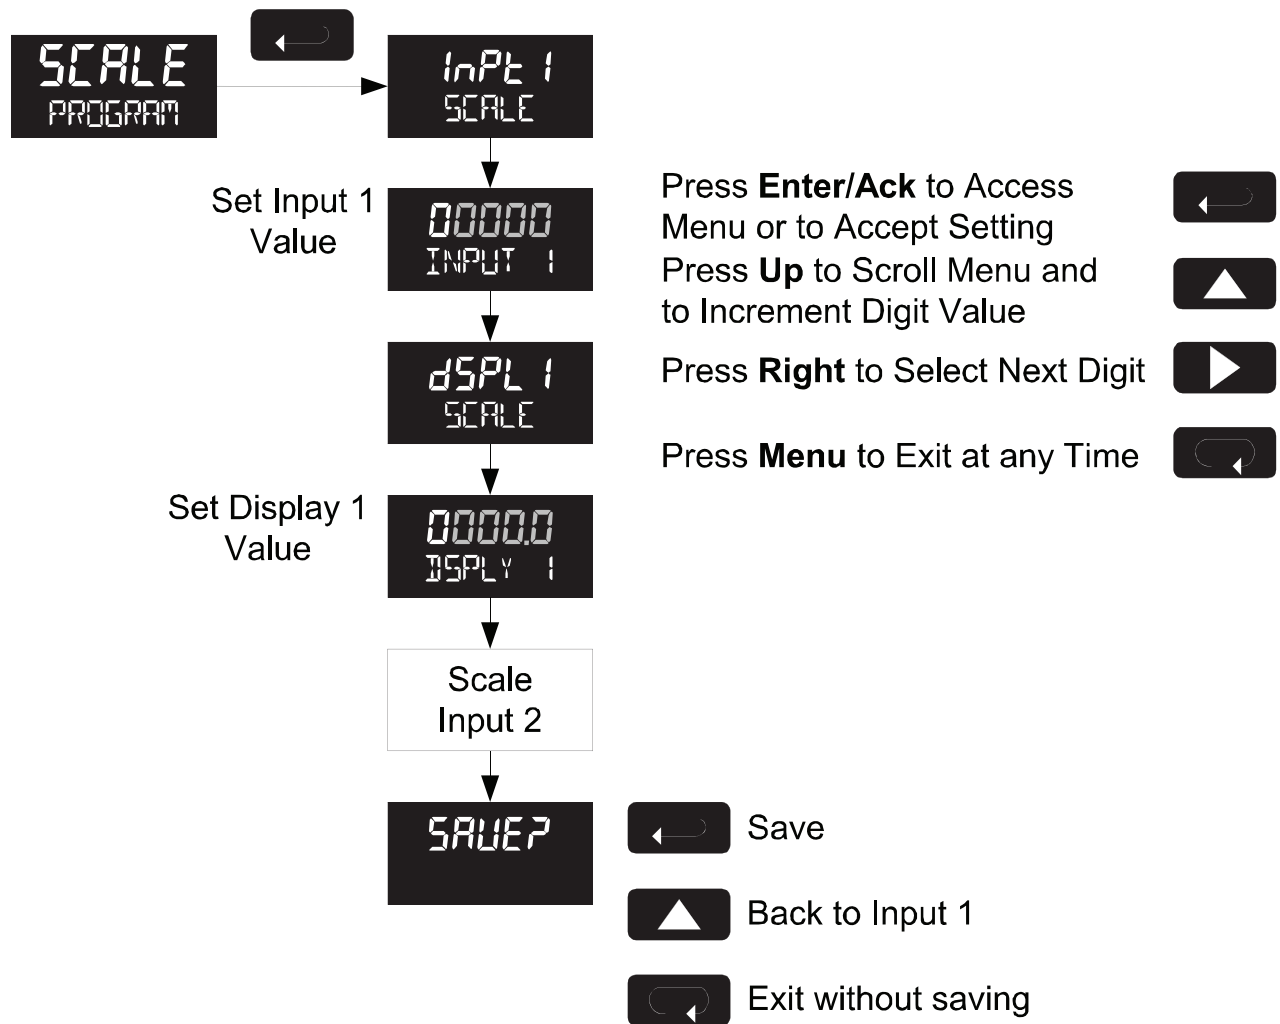 SCALE
PROGRAM
InPt 1
SCALE
Set Input 1
Value
00000
INPUT 1
dSPL 1
SCALE
Set Display 1
Value
0000.0
DSPLY 1
Scale
Input 2
SAVE?
Press Enter/Ack to Access
Menu or to Accept Setting
Press Up to Scroll Menu and
to Increment Digit Value
Press Right to Select Next Digit
Press Menu to Exit at any Time
Save
Back to Input 1
Exit without saving